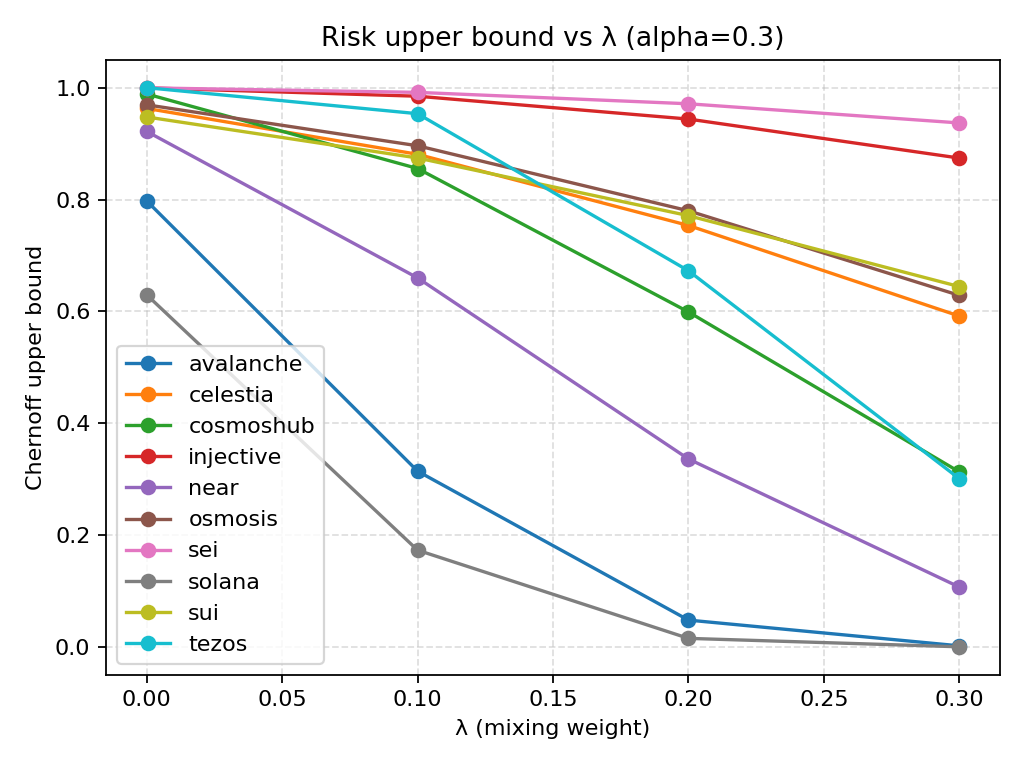 Risk upper bound vs λ (alpha=0.3)
Chernoff upper bound
1.0
0.8
0.6
0.4
0.2
0.0
avalanche
celestia
cosmoshub
injective
near
osmosis
sei
solana
sui
tezos
0.00
0.05
0.10
0.15
0.20
0.25
0.30
λ (mixing weight)